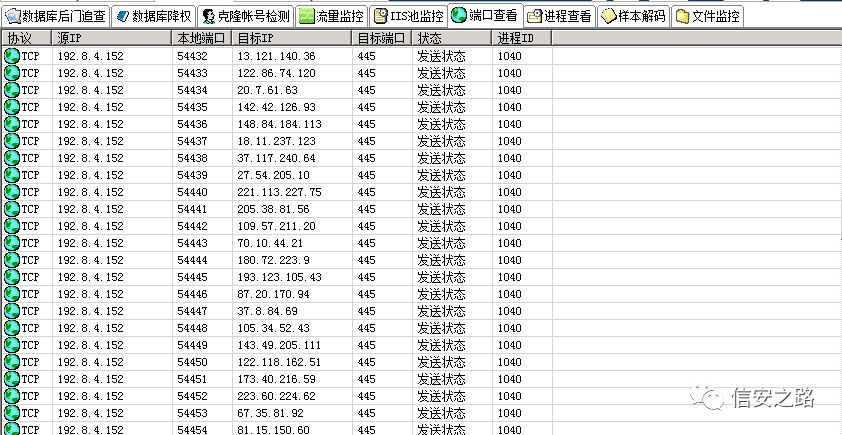 数据库后门追查 数据库降权 克隆帐号检测 流量监控 IIS池监控 端口查看 进程查看 样本解码 文件监控
协议 源IP 本地端口 目标IP 目标端口 状态 进程ID
TCP 192.8.4.152 54432 13.121.140.36 445 发送状态 1040
TCP 192.8.4.152 54433 122.86.74.120 445 发送状态 1040
TCP 192.8.4.152 54434 20.7.61.63 445 发送状态 1040
TCP 192.8.4.152 54435 142.42.126.93 445 发送状态 1040
TCP 192.8.4.152 54436 148.84.184.113 445 发送状态 1040
TCP 192.8.4.152 54437 18.11.237.123 445 发送状态 1040
TCP 192.8.4.152 54438 37.117.240.64 445 发送状态 1040
TCP 192.8.4.152 54439 27.54.205.10 445 发送状态 1040
TCP 192.8.4.152 54440 221.113.227.75 445 发送状态 1040
TCP 192.8.4.152 54441 205.38.81.56 445 发送状态 1040
TCP 192.8.4.152 54442 109.57.211.20 445 发送状态 1040
TCP 192.8.4.152 54443 70.10.44.21 445 发送状态 1040
TCP 192.8.4.152 54444 180.72.223.9 445 发送状态 1040
TCP 192.8.4.152 54445 193.123.105.43 445 发送状态 1040
TCP 192.8.4.152 54446 87.20.170.94 445 发送状态 1040
TCP 192.8.4.152 54447 37.8.84.69 445 发送状态 1040
TCP 192.8.4.152 54448 105.34.52.43 445 发送状态 1040
TCP 192.8.4.152 54449 143.49.205.111 445 发送状态 1040
TCP 192.8.4.152 54450 122.118.162.51 445 发送状态 1040
TCP 192.8.4.152 54451 173.40.216.59 445 发送状态 1040
TCP 192.8.4.152 54452 223.60.224.62 445 发送状态 1040
TCP 192.8.4.152 54453 67.35.81.92 445 发送状态 1040
TCP 192.8.4.152 54454 81.15.150.60 445 发送状态 1040
信安之路